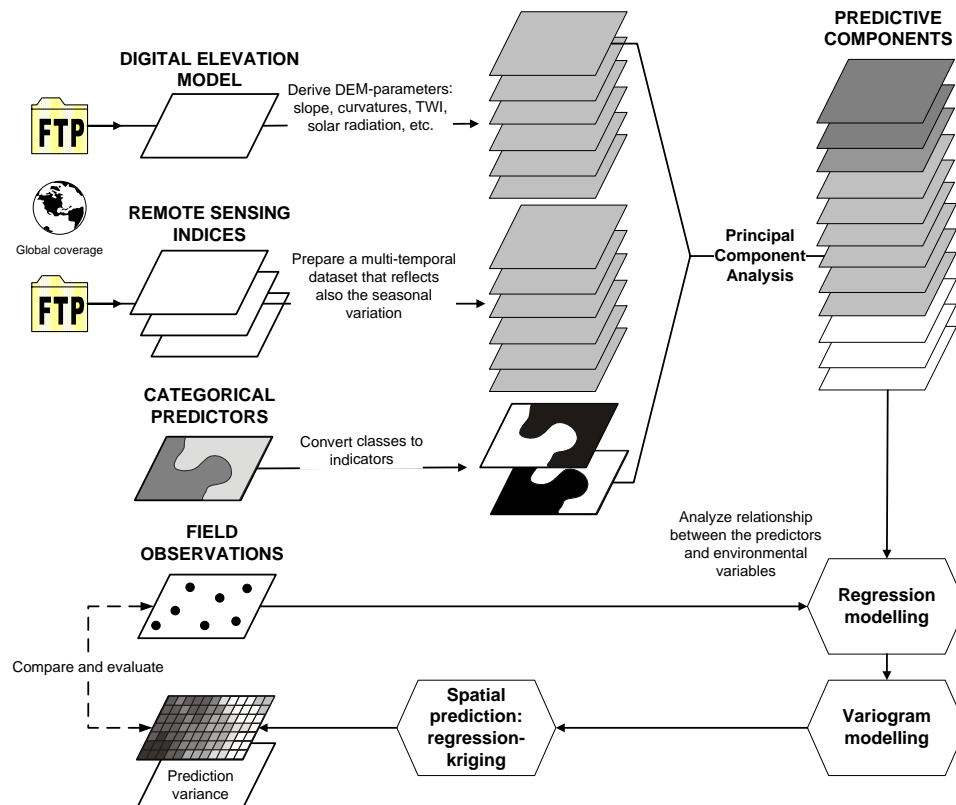 DIGITAL ELEVATION
MODEL
FTP
Derive DEM-parameters:
slope, curvatures, TWI,
solar radiation, etc.
PREDICTIVE
COMPONENTS
Global coverage
REMOTE SENSING
INDICES
FTP
Prepare a multi-temporal
dataset that reflects
also the seasonal
variation
Principal
Component
Analysis
CATEGORICAL
PREDICTORS
Convert classes to
indicators
FIELD
OBSERVATIONS
Analyze relationship
between the predictors
and environmental
variables
Regression
modelling
Compare and evaluate
Variogram
modelling
Spatial
prediction:
regression-
kriging
Prediction
variance